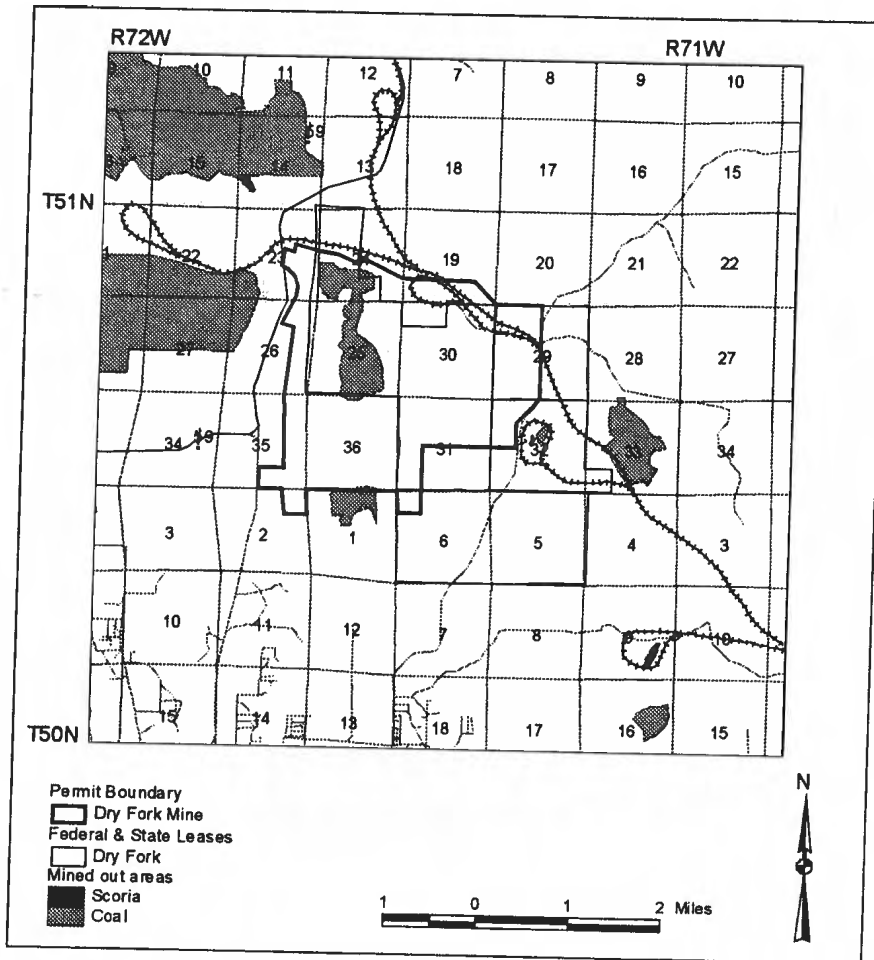 R72W R71W
10 11 12 7 8 9 10
59
15 14 13 18 17 16 15
T51N
22 23 19 20 21 22
27 26 25 30 29 28 27
34 59 35 36 31 33 34
3 2 1 6 5 4 3
10 11 12 7 8 9 10
15 14 13 18 17 16 15
T50N
Permit Boundary
Dry Fork Mine
Federal & State Leases
Dry Fork
Mined out areas
Scoria
Coal
N
1 0 1 2 Miles